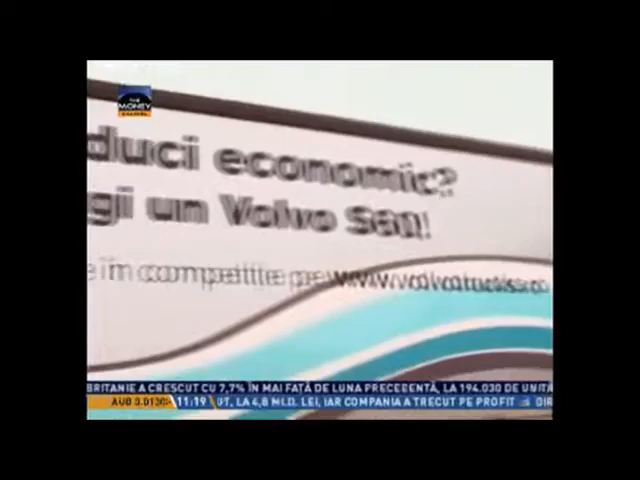 THE
MONEY
CHANNEL
duci economic?
gi un Volvo S60!
e în competiție pe www.volvotrucks.ro
BRITANIE A CRESCUT CU 7,7% ÎN MAI FAȚĂ DE LUNA PRECEDENTĂ, LA 194.030 DE UNITĂ
AUD 3.0130
11:19 UT, LA 4,8 MLD. LEI, IAR COMPANIA A TRECUT PE PROFIT DIR